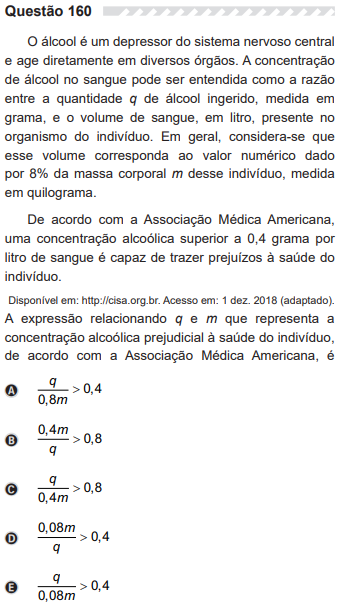 Questão 160
O álcool é um depressor do sistema nervoso central
e age diretamente em diversos órgãos. A concentração
de álcool no sangue pode ser entendida como a razão
entre a quantidade q de álcool ingerido, medida em
grama, e o volume de sangue, em litro, presente no
organismo do indivíduo. Em geral, considera-se que
esse volume corresponda ao valor numérico dado
por 8% da massa corporal m desse indivíduo, medida
em quilograma.
De acordo com a Associação Médica Americana,
uma concentração alcoólica superior a 0,4 grama por
litro de sangue é capaz de trazer prejuízos à saúde do
indivíduo.
Disponível em: http://cisa.org.br. Acesso em: 1 dez. 2018 (adaptado).
A expressão relacionando q e m que representa a
concentração alcoólica prejudicial à saúde do indivíduo,
de acordo com a Associação Médica Americana, é
A q/0,8m > 0,4
B 0,4m/q > 0,8
C q/0,4m > 0,8
D 0,08m/q > 0,4
E q/0,08m > 0,4